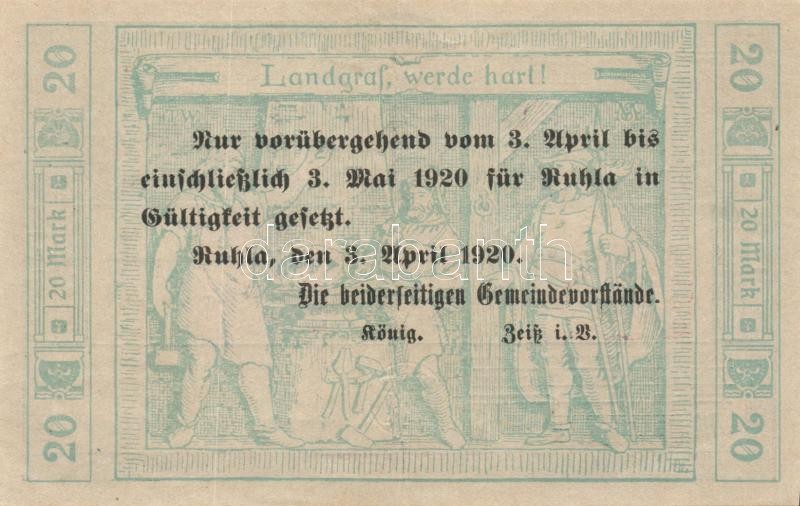 Landgraf, werde hart!
Nur vorübergehend vom 3. April bis
einschließlich 3. Mai 1920 für Ruhla in
Gültigkeit gesetzt.
Ruhla, den 3. April 1920.
Die beiderseitigen Gemeindevorstände.
König. Zeiß i. V.
20
20 Mark
20
20
20 Mark
20
darabanth